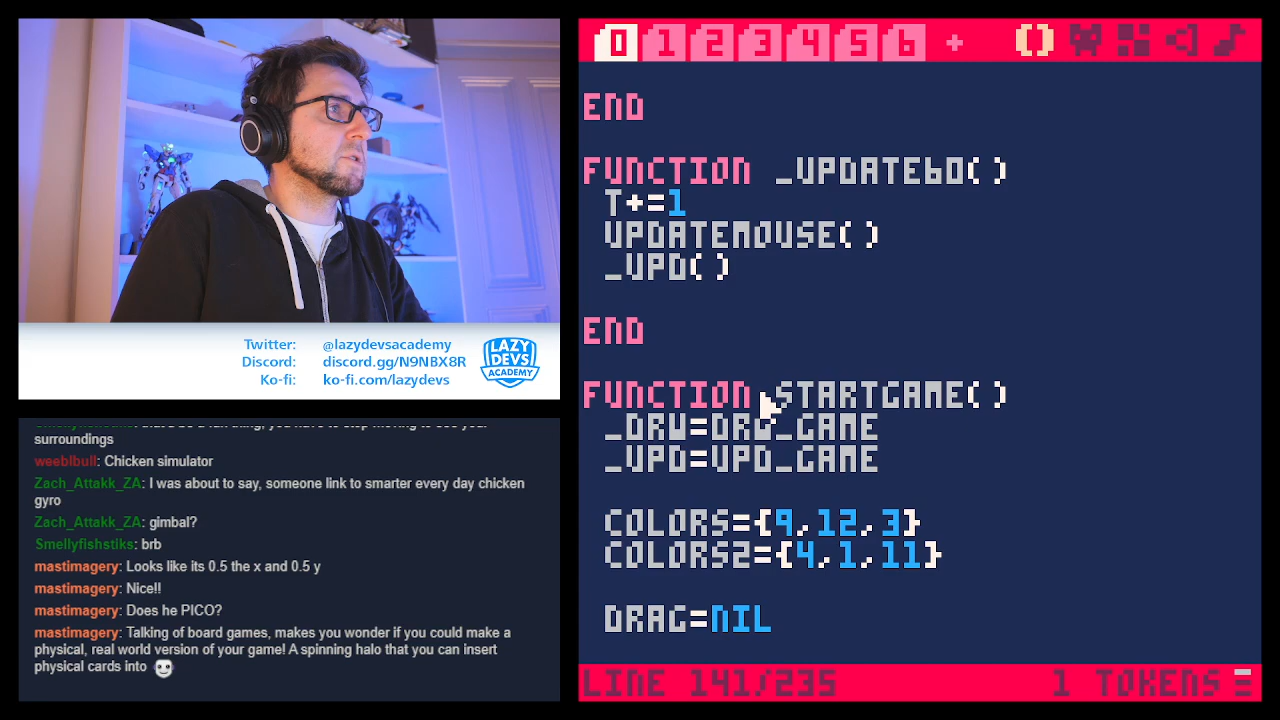 Twitter: @lazydevsacademy
Discord: discord.gg/N9NBX8R
Ko-fi: ko-fi.com/lazydevs
LAZY
DEVS
ACADEMY
surroundings
weeblbull: Chicken simulator
Zach_Attakk_ZA: I was about to say, someone link to smarter every day chicken
gyro
Zach_Attakk_ZA: gimbal?
Smellyfishstiks: brb
mastimagery: Looks like its 0.5 the x and 0.5 y
mastimagery: Nice!!
mastimagery: Does he PICO?
mastimagery: Talking of board games, makes you wonder if you could make a
physical, real world version of your game! A spinning halo that you can insert
physical cards into
0 1 2 3 4 5 6 + ()
END
FUNCTION _UPDATE60()
T+=1
UPDATEMOUSE()
_UPD()
END
FUNCTION STARTGAME()
_DRW=DRW_GAME
_UPD=UPD_GAME
COLORS={9,12,3}
COLORS2={4,1,11}
DRAG=NIL
LINE 141/235 1 TOKENS